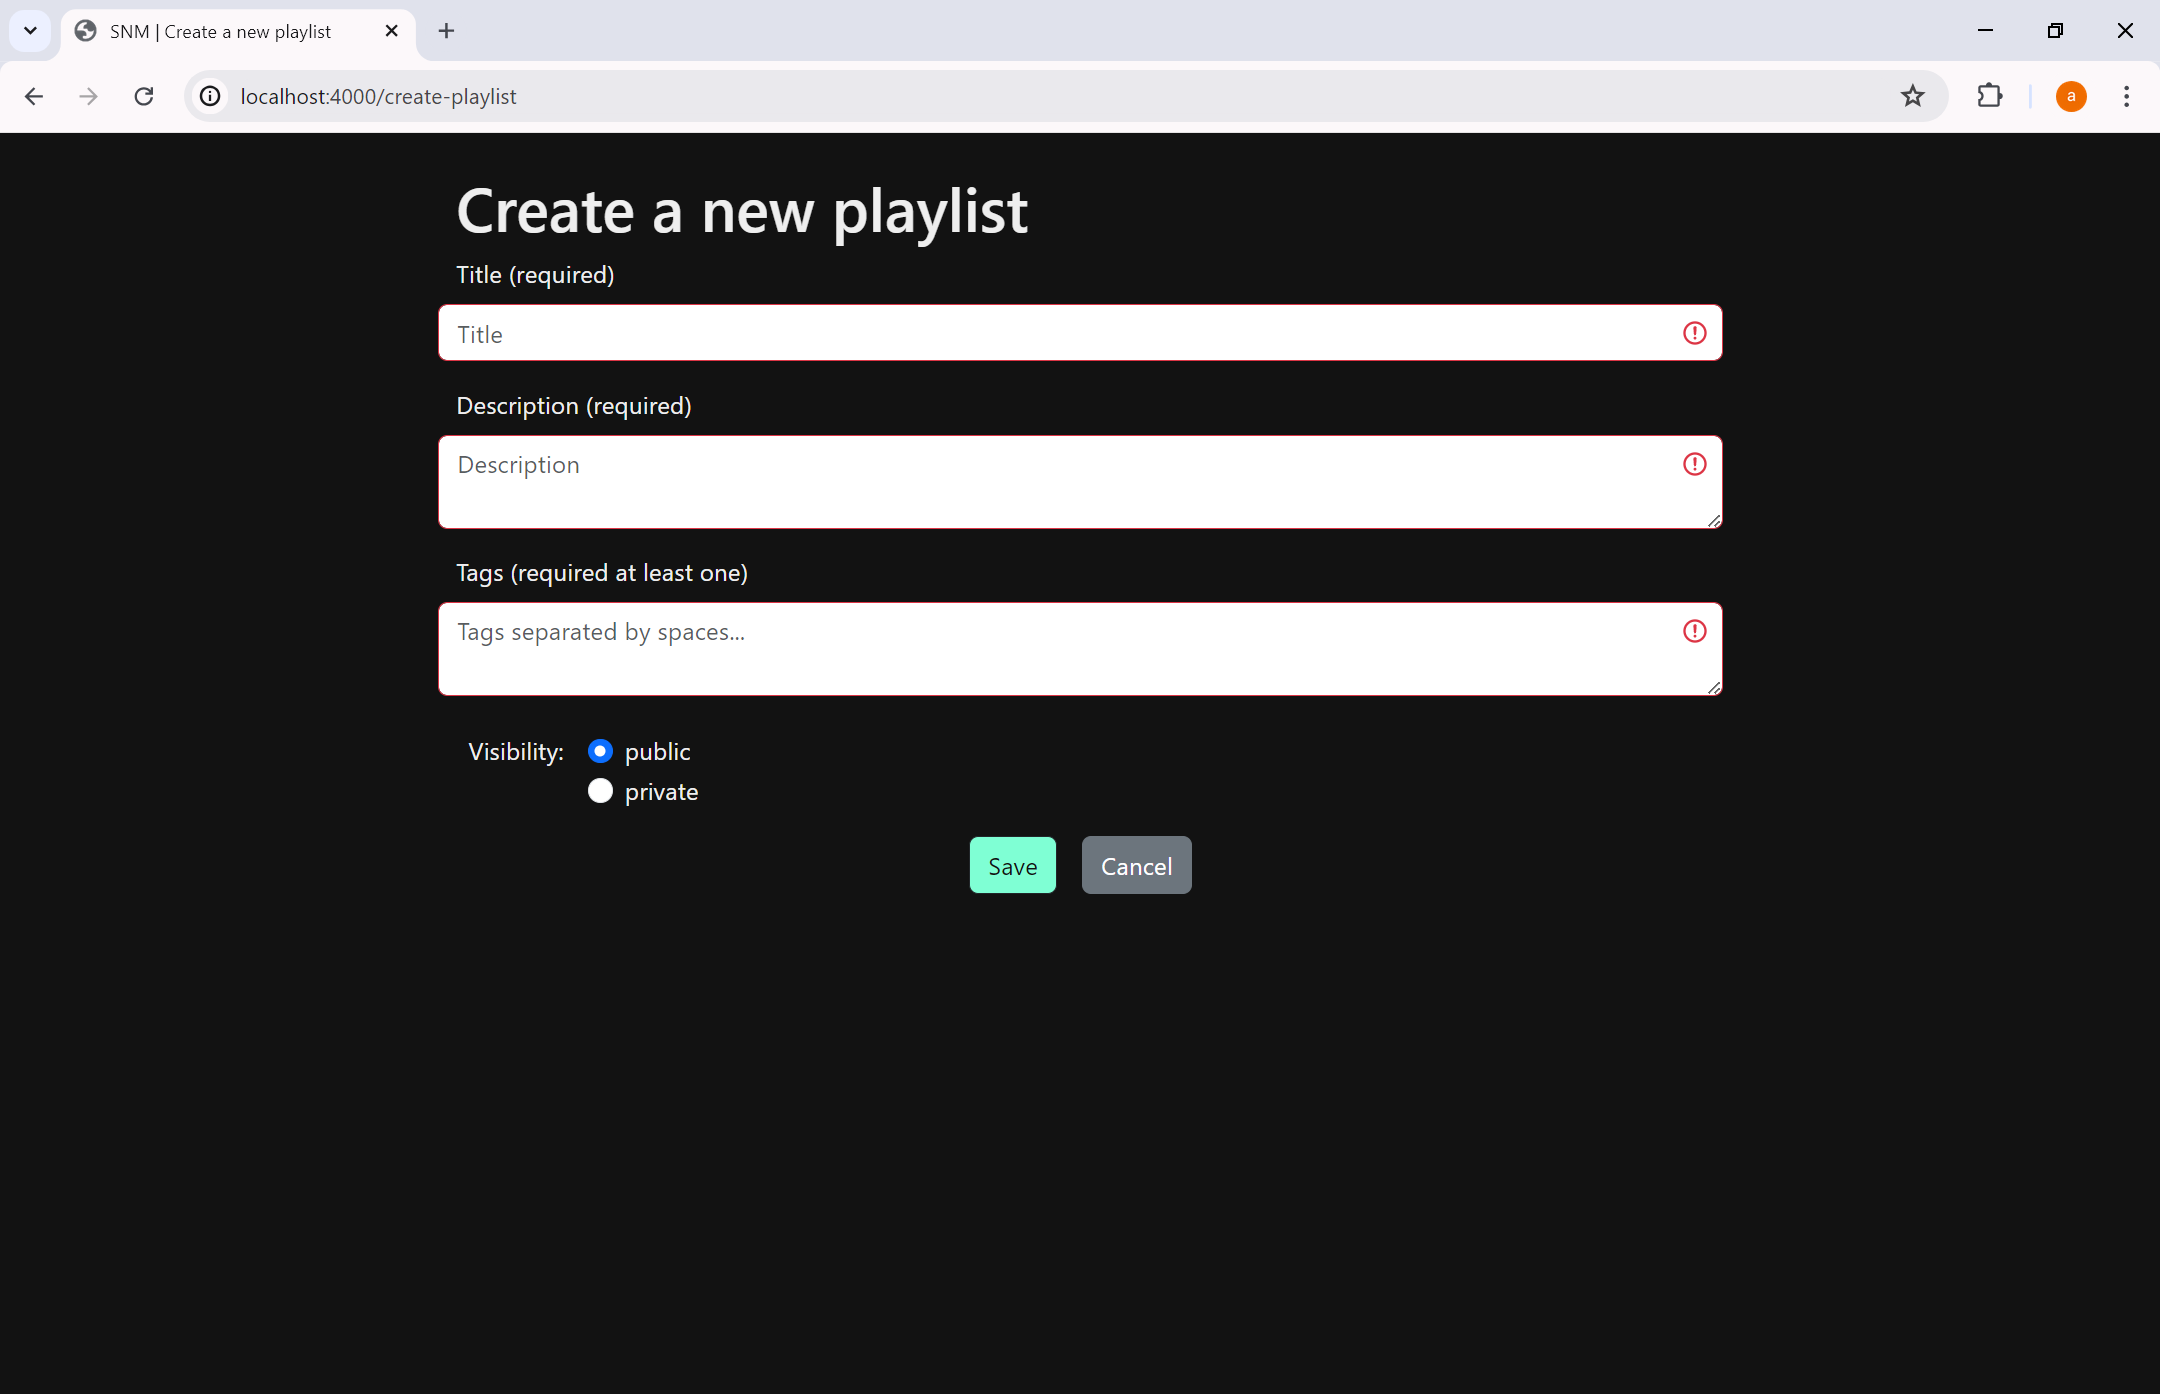 SNM | Create a new playlist
localhost:4000/create-playlist
a
Create a new playlist
Title (required)
Title
Description (required)
Description
Tags (required at least one)
Tags separated by spaces...
Visibility: public
private
Save Cancel